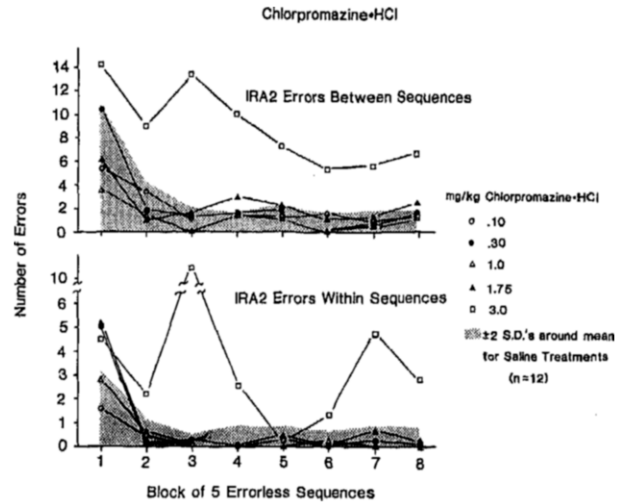 Chlorpromazine•HCl
14
12
10
8
6
4
2
0
IRA2 Errors Between Sequences
Number of Errors
10
6
5
4
3
2
1
0
IRA2 Errors Within Sequences
1 2 3 4 5 6 7 8
Block of 5 Errorless Sequences
mg/kg Chlorpromazine•HCl
.10
.30
1.0
1.75
3.0
±2 S.D.'s around mean
for Saline Treatments
(n=12)